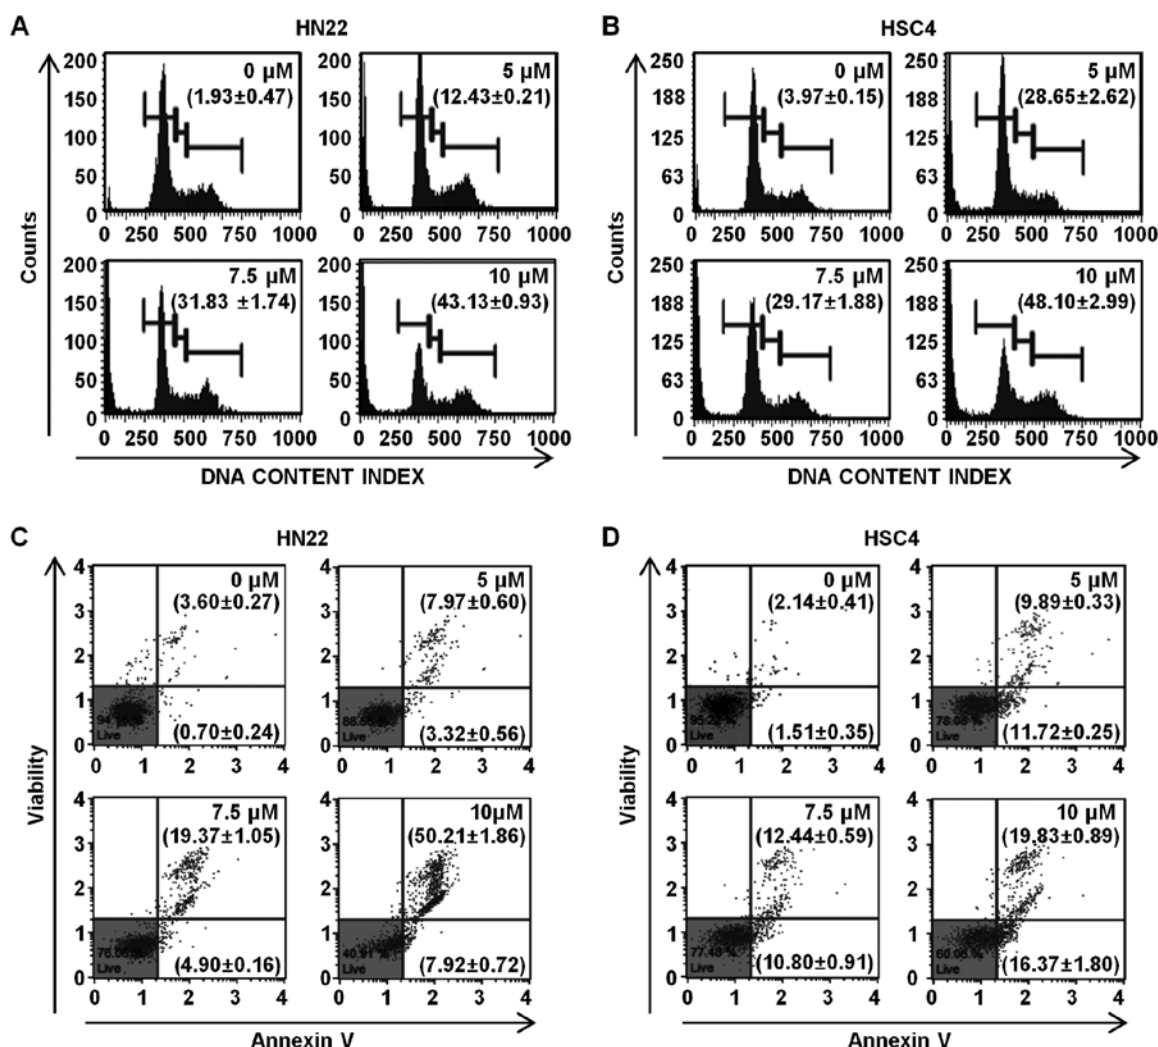 A
HN22
0 µM
(1.93±0.47)
5 µM
(12.43±0.21)
200
150
100
50
0
200
150
100
50
0
0 250 500 750 1000
0 250 500 750 1000
7.5 µM
(31.83 ±1.74)
10 µM
(43.13±0.93)
200
150
100
50
0
200
150
100
50
0
0 250 500 750 1000
0 250 500 750 1000
Counts
DNA CONTENT INDEX
B
HSC4
0 µM
(3.97±0.15)
5 µM
(28.65±2.62)
250
188
125
63
0
250
188
125
63
0
0 250 500 750 1000
0 250 500 750 1000
7.5 µM
(29.17±1.88)
10 µM
(48.10±2.99)
250
188
125
63
0
250
188
125
63
0
0 250 500 750 1000
0 250 500 750 1000
Counts
DNA CONTENT INDEX
C
HN22
0 µM
(3.60±0.27)
(0.70±0.24)
Live
5 µM
(7.97±0.60)
(3.32±0.56)
Live
4
3
2
1
0
4
3
2
1
0
0 1 2 3 4
0 1 2 3 4
7.5 µM
(19.37±1.05)
(4.90±0.16)
Live
10µM
(50.21±1.86)
(7.92±0.72)
Live
4
3
2
1
0
4
3
2
1
0
0 1 2 3 4
0 1 2 3 4
Viability
Annexin V
D
HSC4
0 µM
(2.14±0.41)
(1.51±0.35)
Live
5 µM
(9.89±0.33)
(11.72±0.25)
Live
4
3
2
1
0
4
3
2
1
0
0 1 2 3 4
0 1 2 3 4
7.5 µM
(12.44±0.59)
(10.80±0.91)
Live
10 µM
(19.83±0.89)
(16.37±1.80)
Live
4
3
2
1
0
4
3
2
1
0
0 1 2 3 4
0 1 2 3 4
Viability
Annexin V